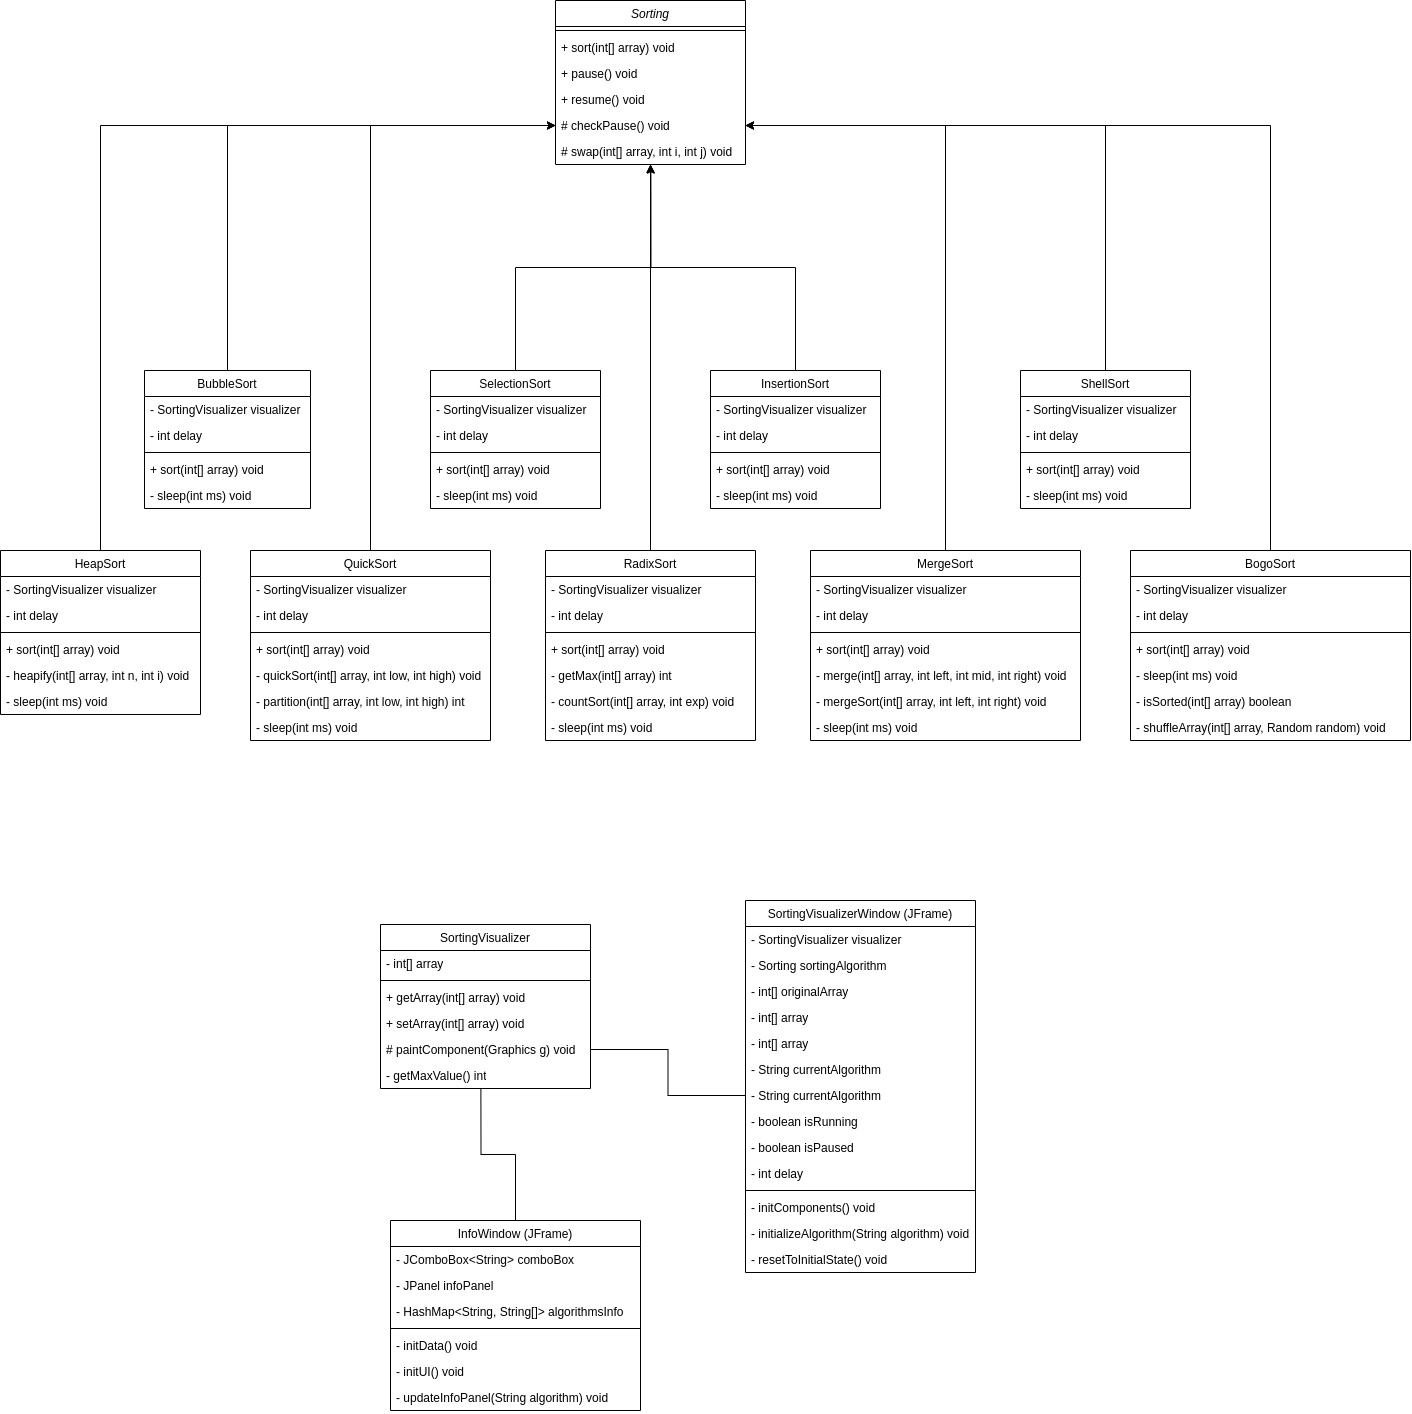 Sorting
+ sort(int[] array) void
+ pause() void
+ resume() void
# checkPause() void
# swap(int[] array, int i, int j) void
BubbleSort
- SortingVisualizer visualizer
- int delay
+ sort(int[] array) void
- sleep(int ms) void
SelectionSort
- SortingVisualizer visualizer
- int delay
+ sort(int[] array) void
- sleep(int ms) void
InsertionSort
- SortingVisualizer visualizer
- int delay
+ sort(int[] array) void
- sleep(int ms) void
ShellSort
- SortingVisualizer visualizer
- int delay
+ sort(int[] array) void
- sleep(int ms) void
HeapSort
- SortingVisualizer visualizer
- int delay
+ sort(int[] array) void
- heapify(int[] array, int n, int i) void
- sleep(int ms) void
QuickSort
- SortingVisualizer visualizer
- int delay
+ sort(int[] array) void
- quickSort(int[] array, int low, int high) void
- partition(int[] array, int low, int high) int
- sleep(int ms) void
RadixSort
- SortingVisualizer visualizer
- int delay
+ sort(int[] array) void
- getMax(int[] array) int
- countSort(int[] array, int exp) void
- sleep(int ms) void
MergeSort
- SortingVisualizer visualizer
- int delay
+ sort(int[] array) void
- merge(int[] array, int left, int mid, int right) void
- mergeSort(int[] array, int left, int right) void
- sleep(int ms) void
BogoSort
- SortingVisualizer visualizer
- int delay
+ sort(int[] array) void
- sleep(int ms) void
- isSorted(int[] array) boolean
- shuffleArray(int[] array, Random random) void
SortingVisualizer
- int[] array
+ getArray(int[] array) void
+ setArray(int[] array) void
# paintComponent(Graphics g) void
- getMaxValue() int
SortingVisualizerWindow (JFrame)
- SortingVisualizer visualizer
- Sorting sortingAlgorithm
- int[] originalArray
- int[] array
- int[] array
- String currentAlgorithm
- String currentAlgorithm
- boolean isRunning
- boolean isPaused
- int delay
- initComponents() void
- initializeAlgorithm(String algorithm) void
- resetToInitialState() void
InfoWindow (JFrame)
- JComboBox<String> comboBox
- JPanel infoPanel
- HashMap<String, String[]> algorithmsInfo
- initData() void
- initUI() void
- updateInfoPanel(String algorithm) void